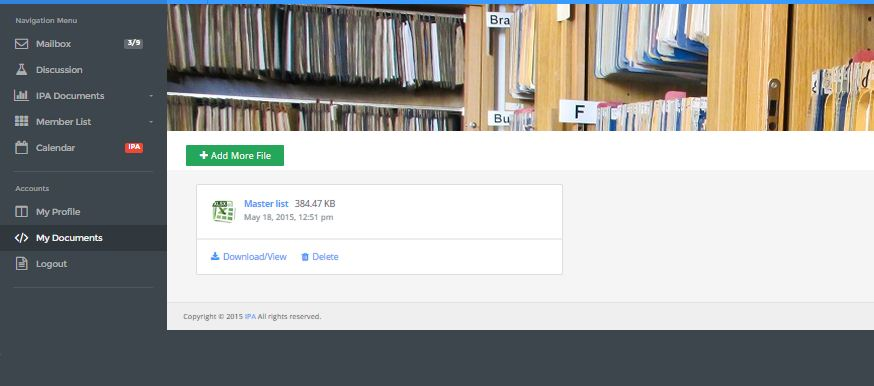 Navigation Menu
Mailbox 3/9
Discussion
IPA Documents
Member List
Calendar IPA
Accounts
My Profile
My Documents
Logout
Bra
F
Bu
Add More File
XLSX
Master list 384.47 KB
May 18, 2015, 12:51 pm
Download/View Delete
Copyright © 2015 IPA All rights reserved.